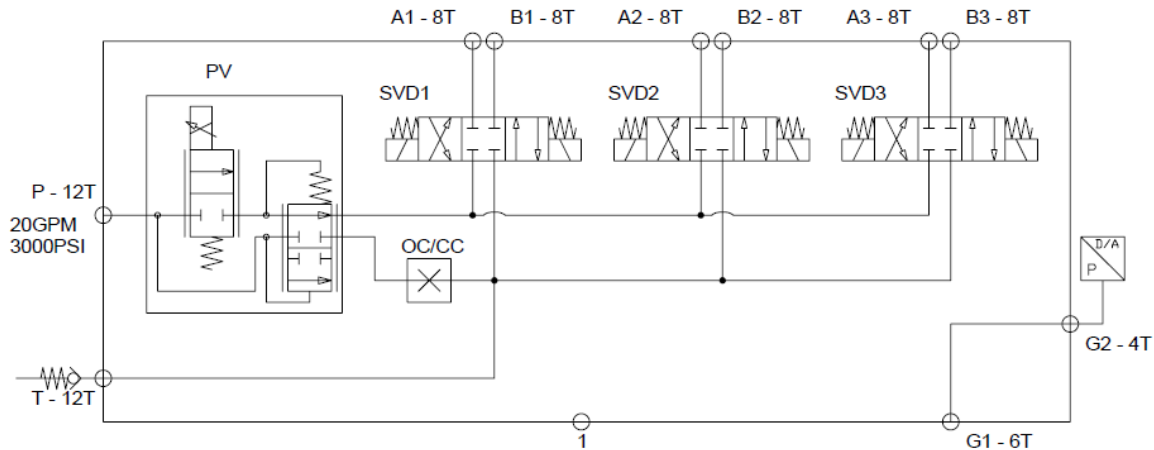 A1 - 8T
B1 - 8T
A2 - 8T
B2 - 8T
A3 - 8T
B3 - 8T
PV
SVD1
SVD2
SVD3
P - 12T
20GPM
3000PSI
OC/CC
D/A
P
G2 - 4T
T - 12T
1
G1 - 6T